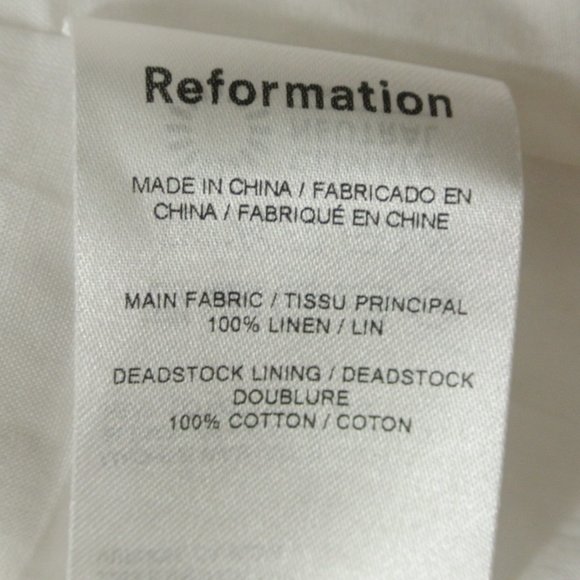 Reformation
MADE IN CHINA / FABRICADO EN
CHINA / FABRIQUÉ EN CHINE
MAIN FABRIC / TISSU PRINCIPAL
100% LINEN / LIN
DEADSTOCK LINING / DEADSTOCK
DOUBLURE
100% COTTON / COTON